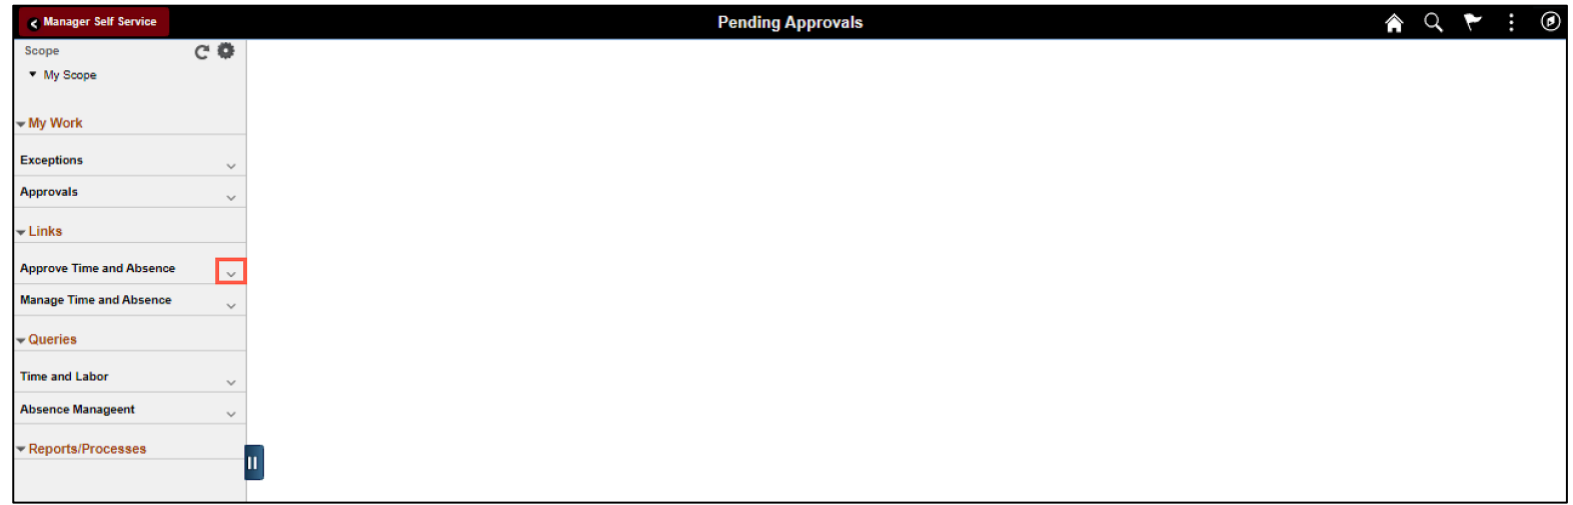 Manager Self Service
Pending Approvals
Scope
My Scope
My Work
Exceptions
Approvals
Links
Approve Time and Absence
Manage Time and Absence
Queries
Time and Labor
Absence Manageent
Reports/Processes